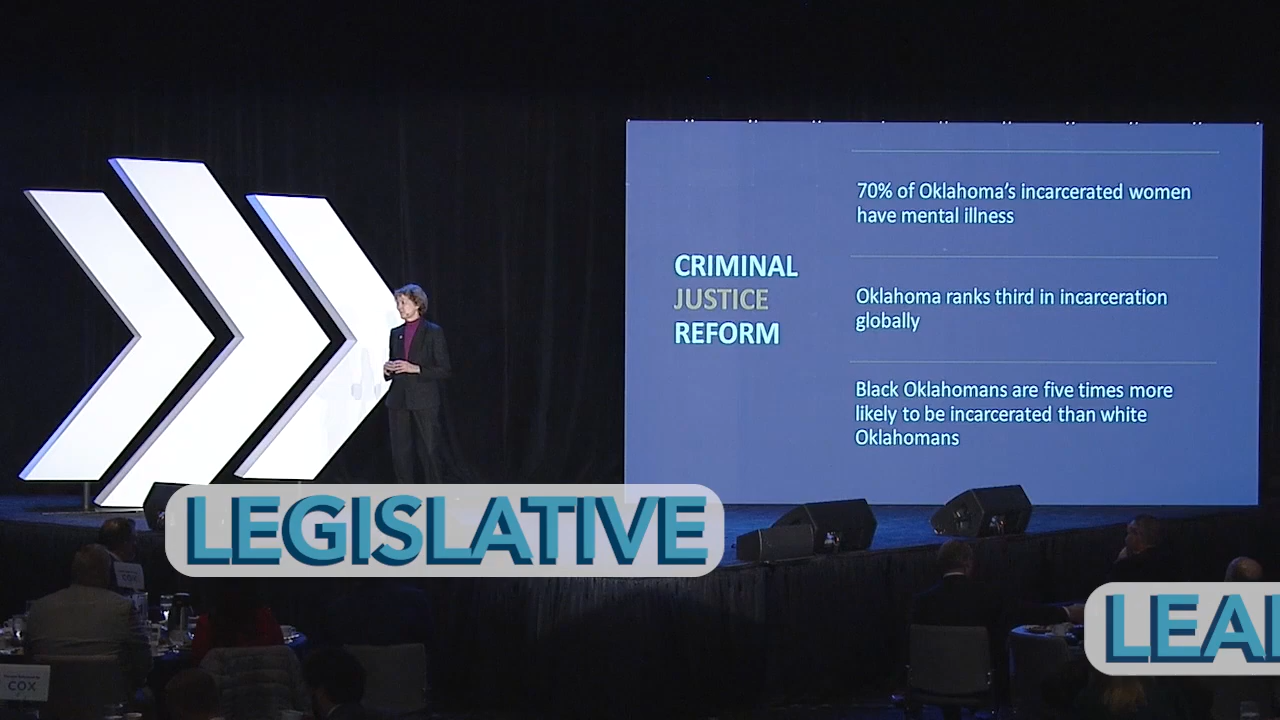 70% of Oklahoma's incarcerated women
have mental illness
CRIMINAL
JUSTICE
REFORM
Oklahoma ranks third in incarceration
globally
Black Oklahomans are five times more
likely to be incarcerated than white
Oklahomans
LEGISLATIVE
COX
COX